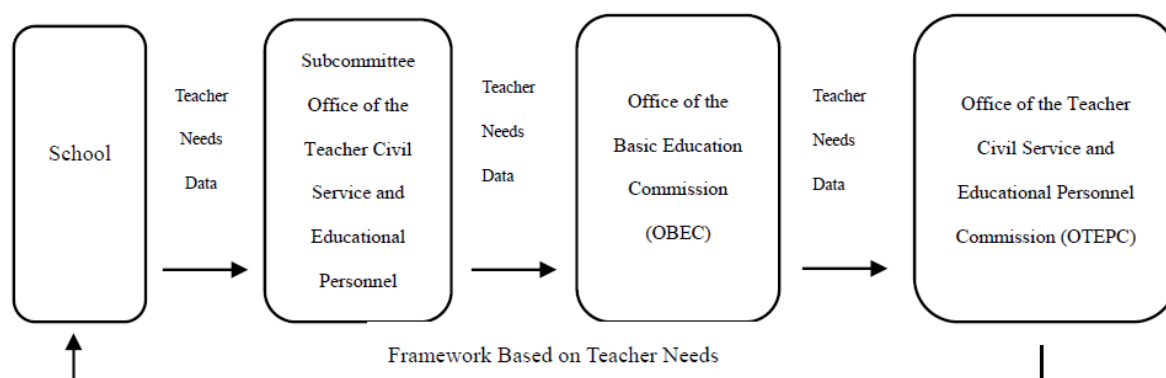 School
Teacher
Needs
Data
Subcommittee
Office of the
Teacher Civil
Service and
Educational
Personnel
Teacher
Needs
Data
Office of the
Basic Education
Commission
(OBEC)
Teacher
Needs
Data
Office of the Teacher
Civil Service and
Educational Personnel
Commission (OTEPC)
Framework Based on Teacher Needs